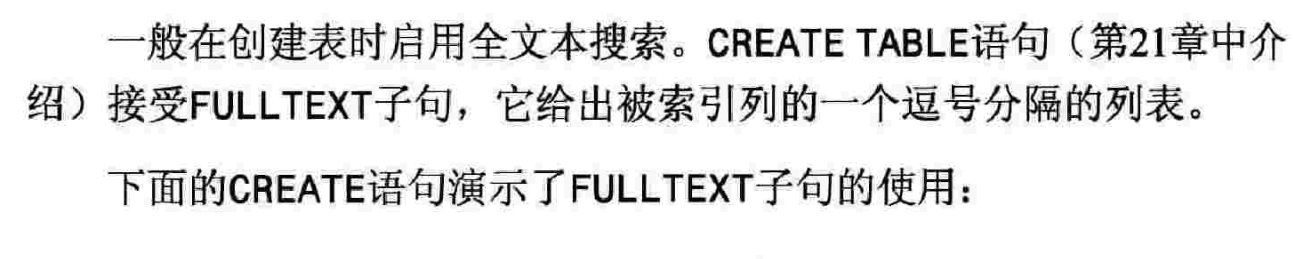 一般在创建表时启用全文本搜索。CREATE TABLE语句（第21章中介
绍）接受FULLTEXT子句，它给出被索引列的一个逗号分隔的列表。
下面的CREATE语句演示了FULLTEXT子句的使用：